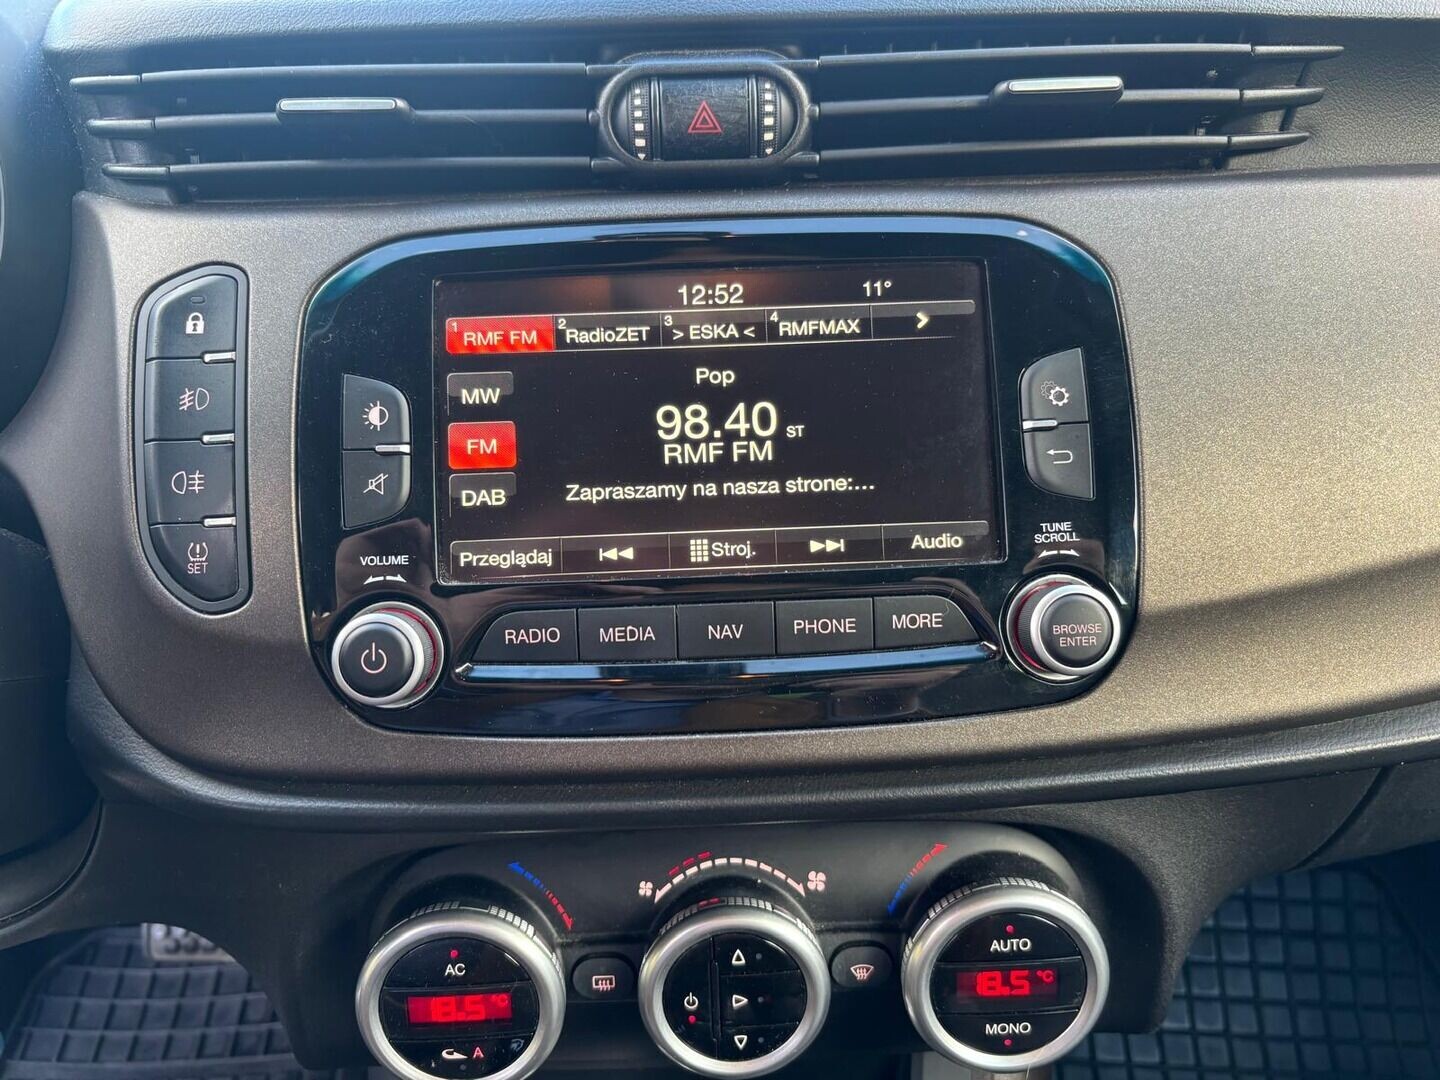 12:52 11°
1 RMF FM 2 RadioZET 3 > ESKA < 4 RMFMAX >
Pop
MW
98.40 ST
FM
RMF FM
DAB
Zapraszamy na nasza strone:...
Przeglądaj Stroj. Audio
SET
VOLUME
TUNE
SCROLL
RADIO MEDIA NAV PHONE MORE
BROWSE
ENTER
AC
18.5 °C
A
AUTO
18.5 °C
MONO